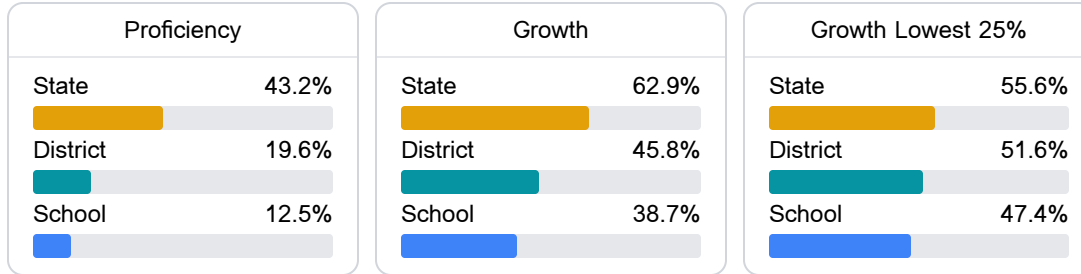 Proficiency
State 43.2%
District 19.6%
School 12.5%
Growth
State 62.9%
District 45.8%
School 38.7%
Growth Lowest 25%
State 55.6%
District 51.6%
School 47.4%